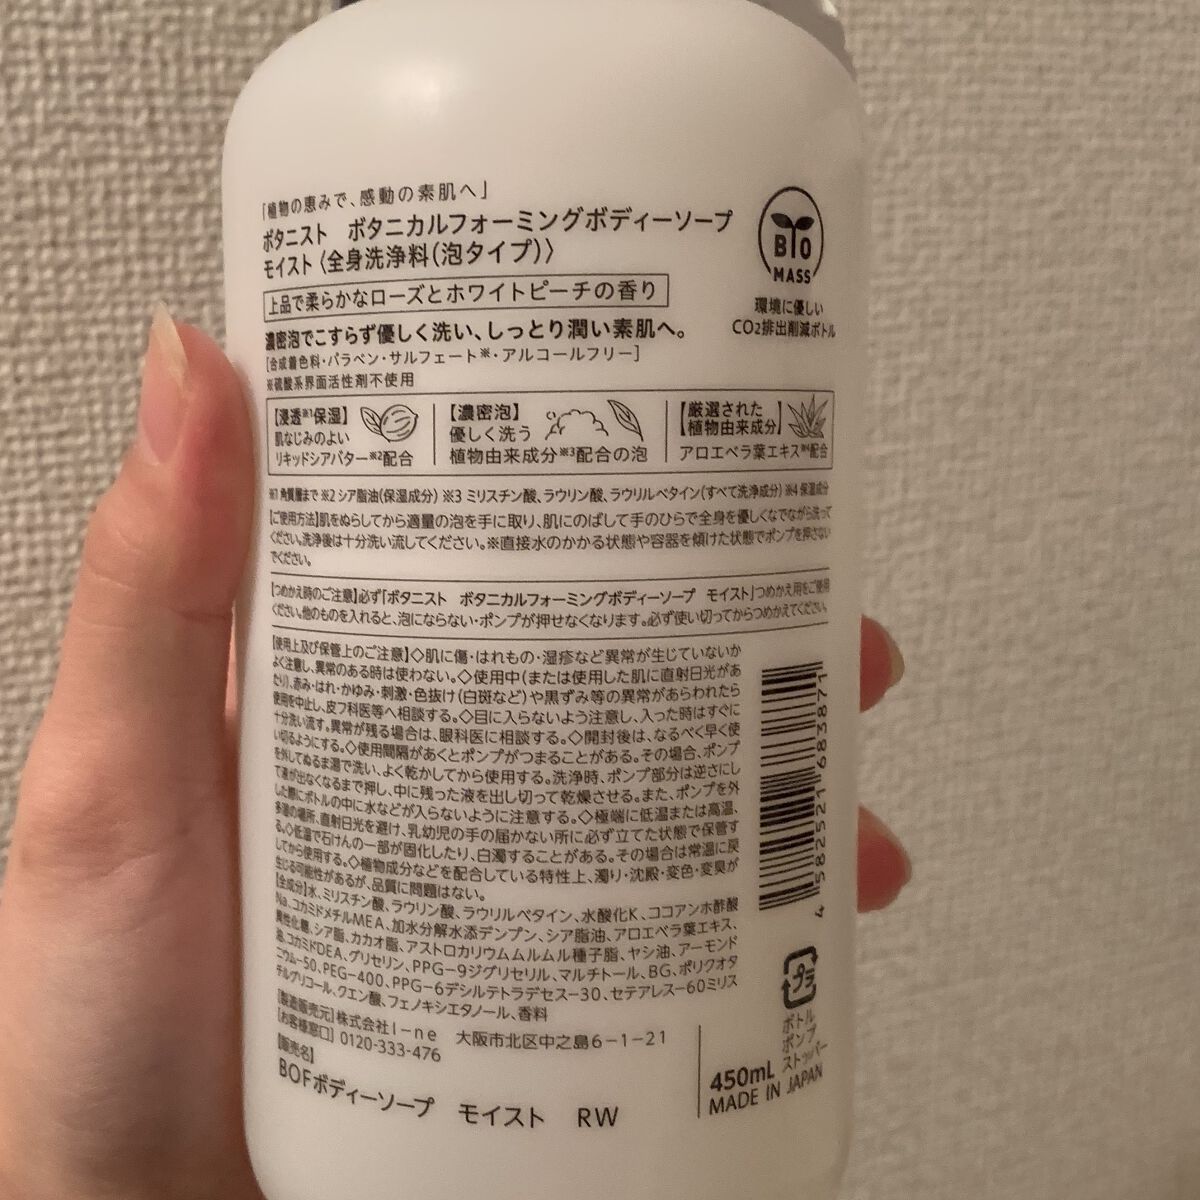 「植物の恵みで、感動の素肌へ」
ボタニスト ボタニカルフォーミングボディーソープ
モイスト〈全身洗浄料(泡タイプ)〉
上品で柔らかなローズとホワイトピーチの香り
濃密泡でこすらず優しく洗い、しっとり潤い素肌へ。
[合成着色料・パラベン・サルフェート※・アルコールフリー]
※硫酸系界面活性剤不使用
BIO
MASS
環境に優しい
CO2排出削減ボトル
【浸透※1保湿】
肌なじみのよい
リキッドシアバター※2配合
【濃密泡】
優しく洗う
植物由来成分※3配合の泡
【厳選された
植物由来成分】
アロエベラ葉エキス※4配合
※1 角質層まで ※2 シア脂油(保湿成分) ※3 ミリスチン酸、ラウリン酸、ラウリルベタイン(すべて洗浄成分) ※4 保湿成分
【ご使用方法】肌をぬらしてから適量の泡を手に取り、肌にのばして手のひらで全身を優しくなでながら洗って
ください。洗浄後は十分洗い流してください。※直接水のかかる状態や容器を傾けた状態でポンプを押さない
でください。
【つめかえ時のご注意】必ず「ボタニスト ボタニカルフォーミングボディーソープ モイスト」つめかえ用をご使用
ください。他のものを入れると、泡にならない・ポンプが押せなくなります。必ず使い切ってからつめかえてください。
【使用上及び保管上のご注意】◇肌に傷・はれもの・湿疹など異常が生じていないか
よく注意し、異常のある時は使わない。◇使用中(または使用した肌に直射日光があ
たり)、赤み・はれ・かゆみ・刺激・色抜け(白斑など)や黒ずみ等の異常があらわれたら
使用を中止し、皮フ科医等へ相談する。◇目に入らないよう注意し、入った時はすぐに
十分洗い流す。異常が残る場合は、眼科医に相談する。◇開封後は、なるべく早く使
い切るようにする。◇使用間隔があくとポンプがつまることがある。その場合、ポンプ
を外してぬるま湯で洗い、よく乾かしてから使用する。洗浄時、ポンプ部分は逆さにし
て液が出なくなるまで押し、中に残った液を出し切って乾燥させる。また、ポンプを外
した際にボトルの中に水などが入らないように注意する。◇極端に低温または高温、
多湿の場所、直射日光を避け、乳幼児の手の届かない所に必ず立てた状態で保管す
る。◇低温で石けんの一部が固化したり、白濁することがある。その場合は常温に戻
してから使用する。◇植物成分などを配合している特性上、濁り・沈殿・変色・変臭が
生じる可能性があるが、品質に問題はない。
【全成分】水、ミリスチン酸、ラウリン酸、ラウリルベタイン、水酸化K、ココアンホ酢酸
Na、コカミドメチルMEA、加水分解水添デンプン、シア脂油、アロエベラ葉エキス、
異性化糖、シア脂、カカオ脂、アストロカリウムムルムル種子脂、ヤシ油、アーモンド
油、コカミドDEA、グリセリン、PPG-9ジグリセリル、マルチトール、BG、ポリクオタ
ニウム-50、PEG-400、PPG-6デシルテトラデセス-30、セテアレス-60ミリス
チルグリコール、クエン酸、フェノキシエタノール、香料
【製造販売元】株式会社I-ne 大阪市北区中之島6-1-21
【お客様窓口】0120-333-476
【販売名】
BOFボディーソープ モイスト RW
4 582521 683871
プラ
ボトル
ポンプ
ストッパー
450mL
MADE IN JAPAN